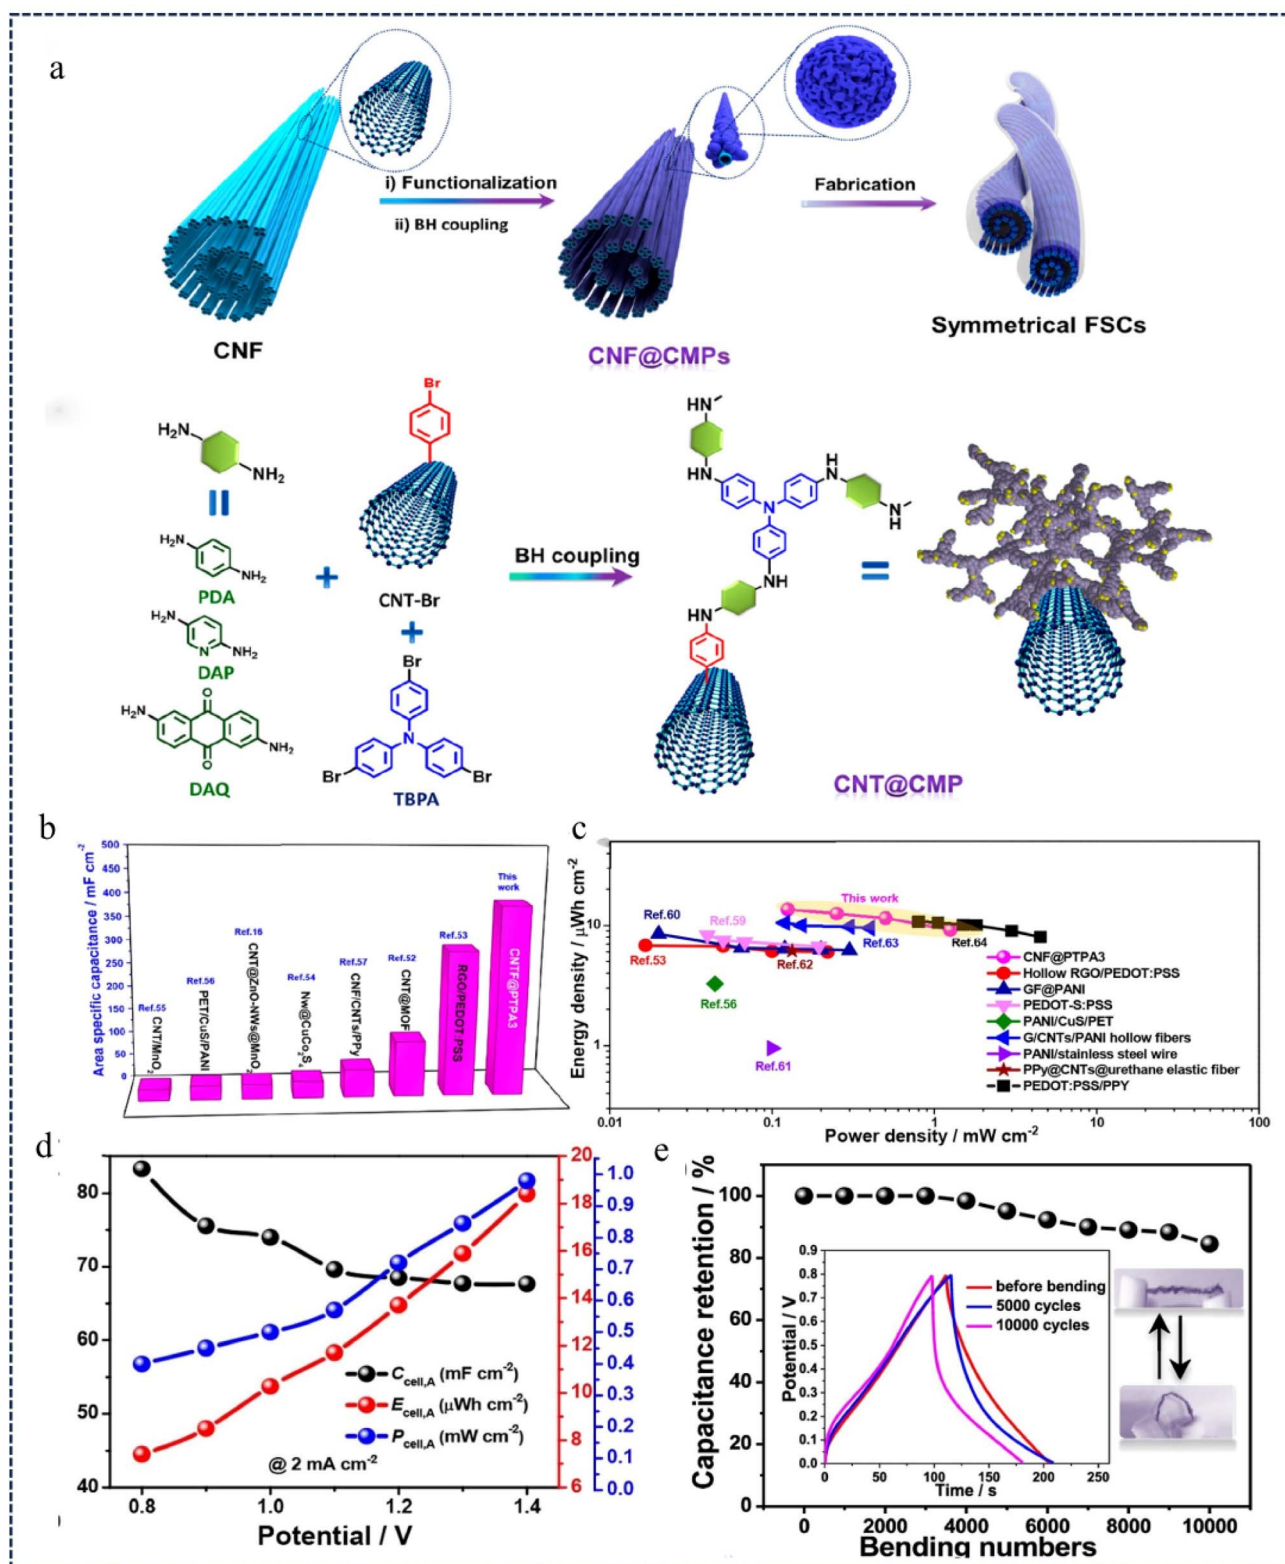 a
i) Functionalization
ii) BH coupling
Fabrication
CNF
CNF@CMPs
Symmetrical FSCs
H₂N
NH₂
H₂N
NH₂
PDA
H₂N
N
NH₂
DAP
O
H₂N
NH₂
O
DAQ
Br
CNT-Br
Br
N
Br
Br
TBPA
BH coupling
HN
HN
H
N
N
N
H
NH
HN
CNT@CMP
b
Area specific capacitance / mF cm⁻²
500
450
400
350
300
250
200
150
100
50
0
Ref.55
CNT/MnO₂
Ref.56
PET/CuS/PANI
Ref.16
CNT@ZnO-NWs@MnO₂
Ref.54
Nw@CuCo₂S₄
Ref.57
CNF/CNTs/PPy
Ref.52
CNT@MOF
Ref.53
RGO/PEDOT:PSS
This work
CNTF@PTPA3
c
Energy density / μWh cm⁻²
10
1
Ref.60
Ref.59
This work
Ref.53
Ref.62
Ref.63
Ref.64
Ref.56
Ref.61
CNF@PTPA3
Hollow RGO/PEDOT:PSS
GF@PANI
PEDOT-S:PSS
PANI/CuS/PET
G/CNTs/PANI hollow fibers
PANI/stainless steel wire
PPy@CNTs@urethane elastic fiber
PEDOT:PSS/PPY
0.01
0.1
1
10
100
Power density / mW cm⁻²
d
80
70
60
50
40
C cell,A (mF cm⁻²)
E cell,A (μWh cm⁻²)
P cell,A (mW cm⁻²)
@ 2 mA cm⁻²
20
18
16
14
12
10
8
6
1.0
0.9
0.8
0.7
0.6
0.5
0.4
0.3
0.2
0.1
0.0
0.8
1.0
1.2
1.4
Potential / V
e
Capacitance retention / %
100
80
60
40
20
0
Potential / V
0.9
0.8
0.7
0.6
0.5
0.4
0.3
0.2
0.1
0.0
before bending
5000 cycles
10000 cycles
0
50
100
150
200
250
Time / s
0
2000
4000
6000
8000
10000
Bending numbers